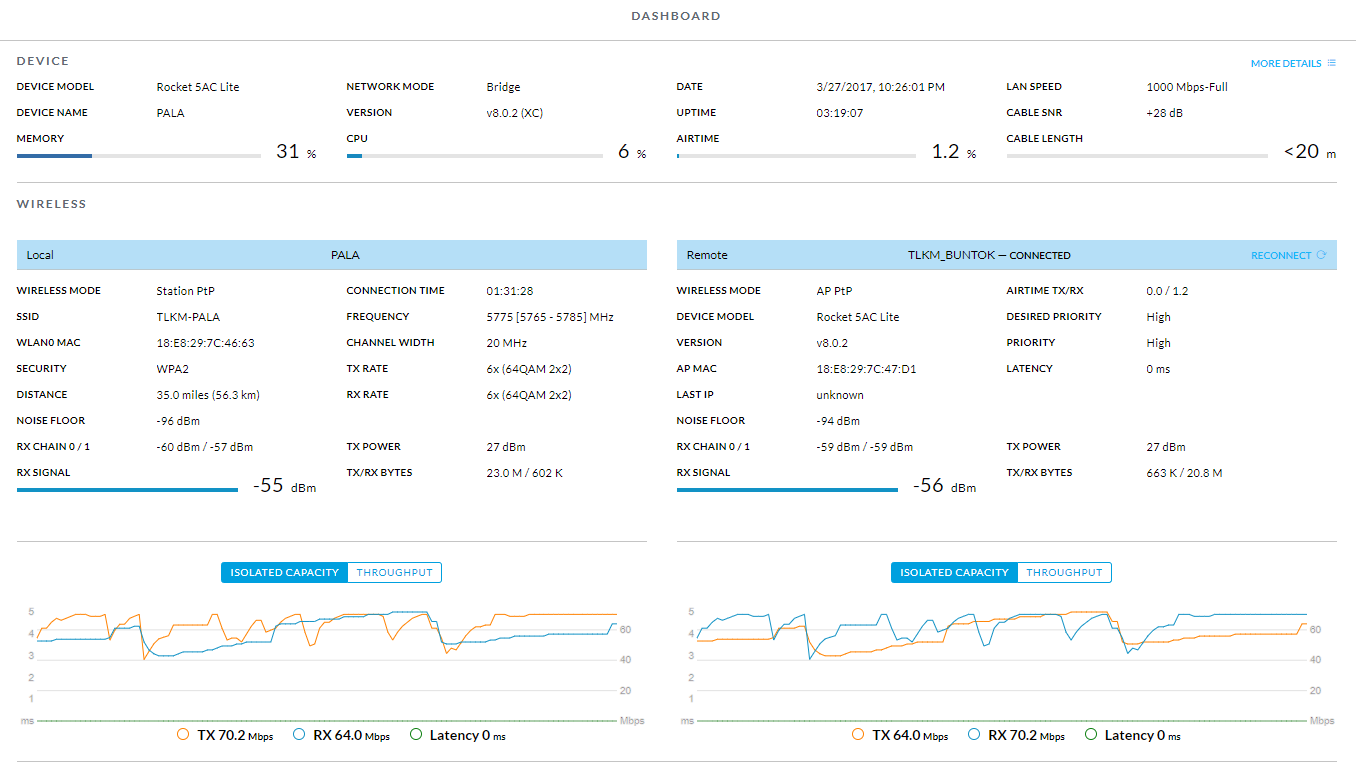 DASHBOARD
DEVICE
MORE DETAILS
DEVICE MODEL Rocket 5AC Lite NETWORK MODE Bridge DATE 3/27/2017, 10:26:01 PM LAN SPEED 1000 Mbps-Full
DEVICE NAME PALA VERSION v8.0.2 (XC) UPTIME 03:19:07 CABLE SNR +28 dB
MEMORY 31 % CPU 6 % AIRTIME 1.2 % CABLE LENGTH <20 m
WIRELESS
Local PALA
WIRELESS MODE Station PtP CONNECTION TIME 01:31:28
SSID TLKM-PALA FREQUENCY 5775 [5765 - 5785] MHz
WLAN0 MAC 18:E8:29:7C:46:63 CHANNEL WIDTH 20 MHz
SECURITY WPA2 TX RATE 6x (64QAM 2x2)
DISTANCE 35.0 miles (56.3 km) RX RATE 6x (64QAM 2x2)
NOISE FLOOR -96 dBm
RX CHAIN 0 / 1 -60 dBm / -57 dBm TX POWER 27 dBm
RX SIGNAL -55 dBm TX/RX BYTES 23.0 M / 602 K
Remote TLKM_BUNTOK — CONNECTED RECONNECT
WIRELESS MODE AP PtP AIRTIME TX/RX 0.0 / 1.2
DEVICE MODEL Rocket 5AC Lite DESIRED PRIORITY High
VERSION v8.0.2 PRIORITY High
AP MAC 18:E8:29:7C:47:D1 LATENCY 0 ms
LAST IP unknown
NOISE FLOOR -94 dBm
RX CHAIN 0 / 1 -59 dBm / -59 dBm TX POWER 27 dBm
RX SIGNAL -56 dBm TX/RX BYTES 663 K / 20.8 M
ISOLATED CAPACITY THROUGHPUT
5
4 60
3 40
2 20
1
ms Mbps
TX 70.2 Mbps RX 64.0 Mbps Latency 0 ms
ISOLATED CAPACITY THROUGHPUT
5
4 60
3 40
2 20
1
ms Mbps
TX 64.0 Mbps RX 70.2 Mbps Latency 0 ms